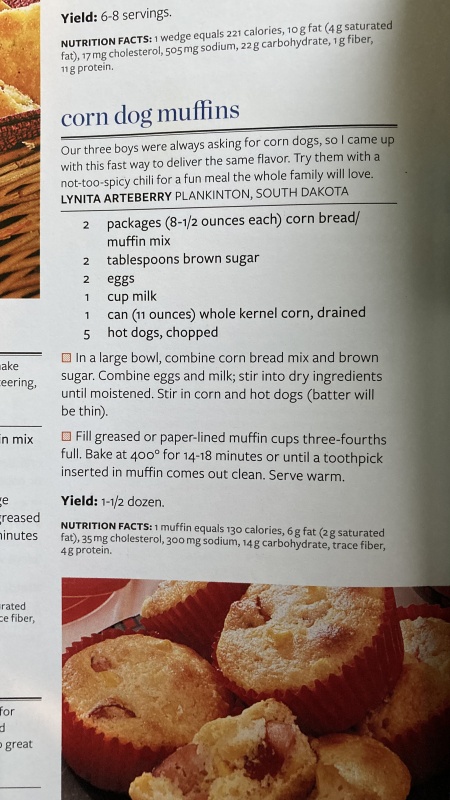 Yield: 6-8 servings.
NUTRITION FACTS: 1 wedge equals 221 calories, 10 g fat (4 g saturated
fat), 17 mg cholesterol, 505 mg sodium, 22 g carbohydrate, 1 g fiber,
11 g protein.
corn dog muffins
Our three boys were always asking for corn dogs, so I came up
with this fast way to deliver the same flavor. Try them with a
not-too-spicy chili for a fun meal the whole family will love.
LYNITA ARTEBERRY PLANKINTON, SOUTH DAKOTA
2 packages (8-1/2 ounces each) corn bread/
muffin mix
2 tablespoons brown sugar
2 eggs
1 cup milk
1 can (11 ounces) whole kernel corn, drained
5 hot dogs, chopped
In a large bowl, combine corn bread mix and brown
sugar. Combine eggs and milk; stir into dry ingredients
until moistened. Stir in corn and hot dogs (batter will
be thin).
Fill greased or paper-lined muffin cups three-fourths
full. Bake at 400° for 14-18 minutes or until a toothpick
inserted in muffin comes out clean. Serve warm.
Yield: 1-1/2 dozen.
NUTRITION FACTS: 1 muffin equals 130 calories, 6 g fat (2 g saturated
fat), 35 mg cholesterol, 300 mg sodium, 14 g carbohydrate, trace fiber,
4 g protein.
in mix
for
great